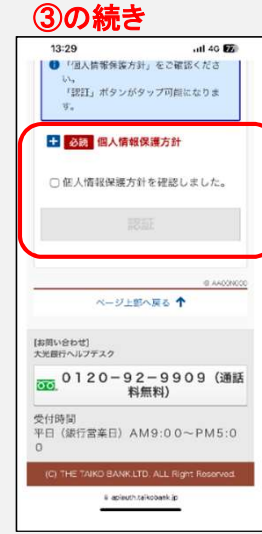 ③の続き
13:29
4G 72
「個人情報保護方針」をご確認くださ
い。
「認証」ボタンがタップ可能になりま
す。
必読 個人情報保護方針
個人情報保護方針を確認しました。
認証
© AA00N000
ページ上部へ戻る ↑
[お問い合わせ]
大光銀行ヘルプデスク
0120-92-9909（通話
料無料）
受付時間
平日（銀行営業日）AM9:00～PM5:0
0
(C) THE TAIKO BANK.LTD. ALL Right Reserved.
apieuth.taikobank.jp